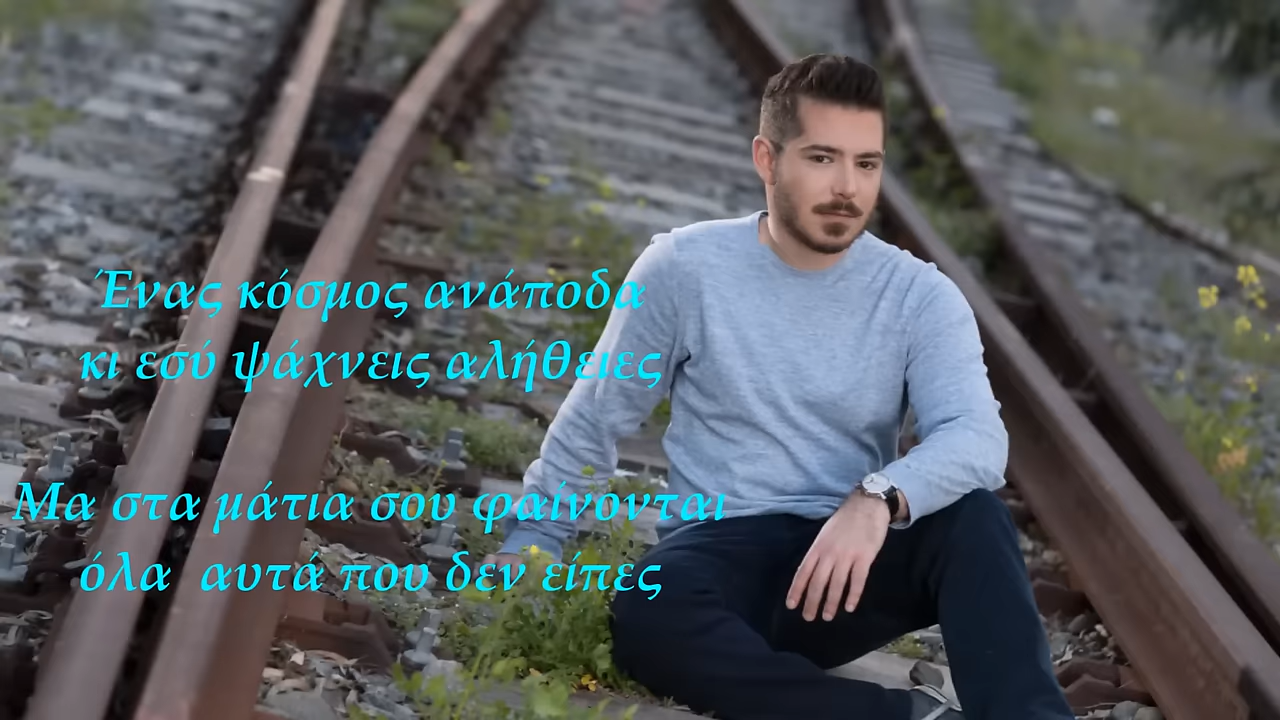 Ένας κόσμος ανάποδα
κι εσύ ψάχνεις αλήθειες
Μα στα μάτια σου φαίνονται
όλα αυτά που δεν είπες